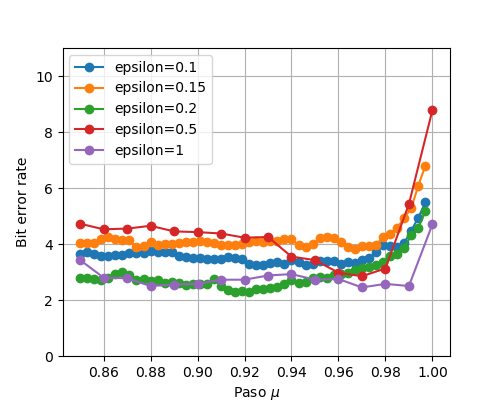 epsilon=0.1
epsilon=0.15
epsilon=0.2
epsilon=0.5
epsilon=1
Bit error rate
10
8
6
4
2
0
0.86 0.88 0.90 0.92 0.94 0.96 0.98 1.00
Paso μ